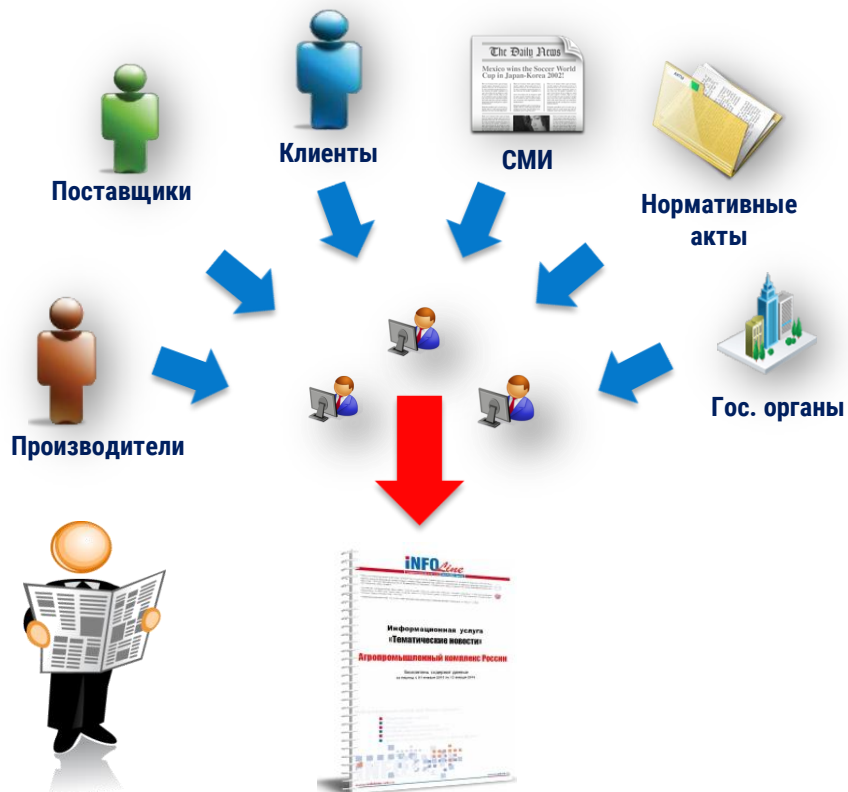 The Daily News
Mexico wins the Soccer World
Cup in Japan-Korea 2002!
Клиенты
СМИ
Поставщики
Нормативные
акты
Гос. органы
Производители
iNFOLine
Информационная услуга
«Тематические новости»
Агропромышленный комплекс России